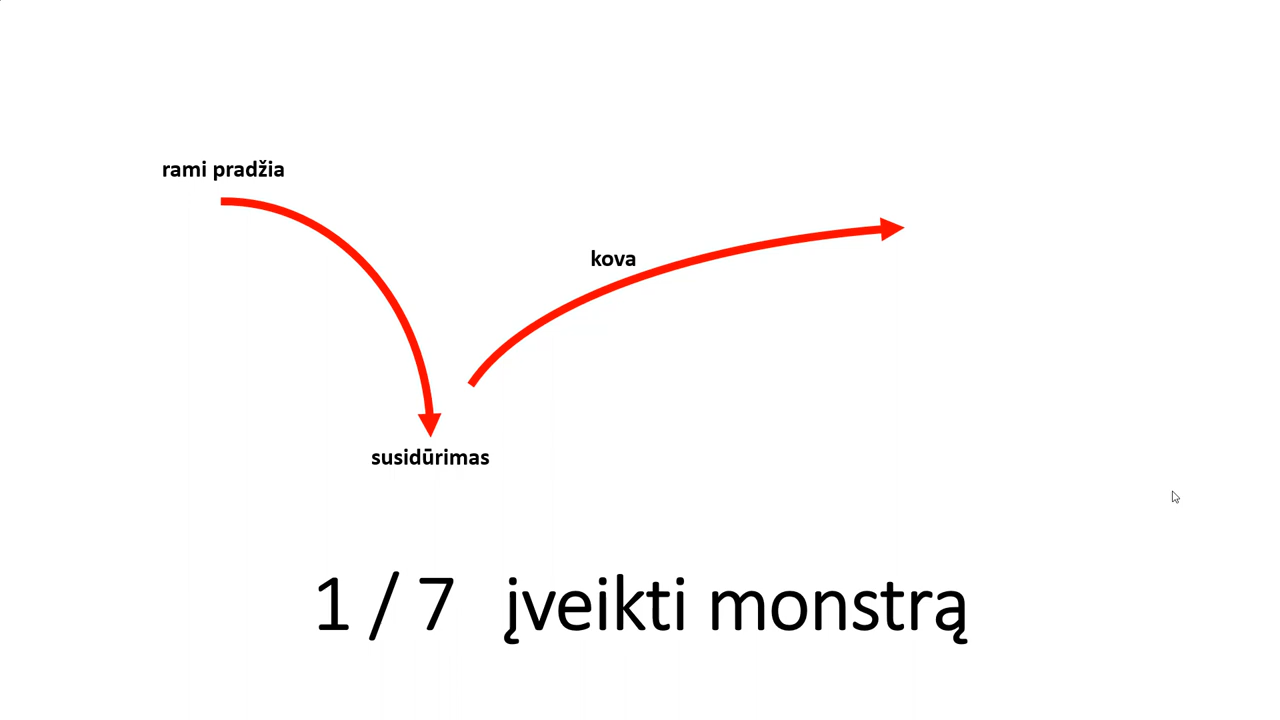 rami pradžia
kova
susidūrimas
1 / 7 įveikti monstrą